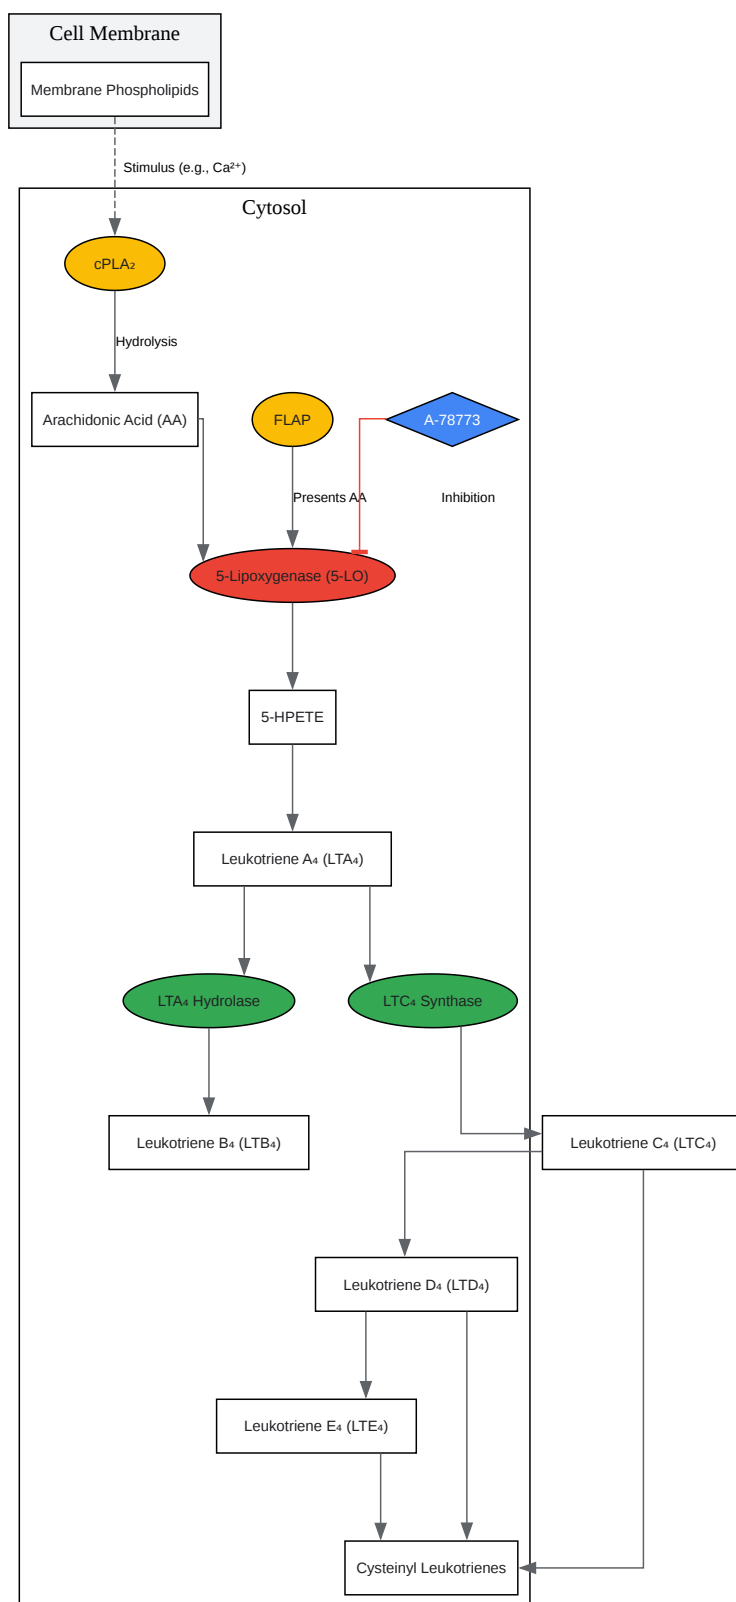 Cell Membrane
Membrane Phospholipids
Stimulus (e.g., Ca²⁺)
Cytosol
cPLA₂
Hydrolysis
Arachidonic Acid (AA)
FLAP
A-78773
Presents AA
Inhibition
5-Lipoxygenase (5-LO)
5-HPETE
Leukotriene A₄ (LTA₄)
LTA₄ Hydrolase
LTC₄ Synthase
Leukotriene B₄ (LTB₄)
Leukotriene C₄ (LTC₄)
Leukotriene D₄ (LTD₄)
Leukotriene E₄ (LTE₄)
Cysteinyl Leukotrienes